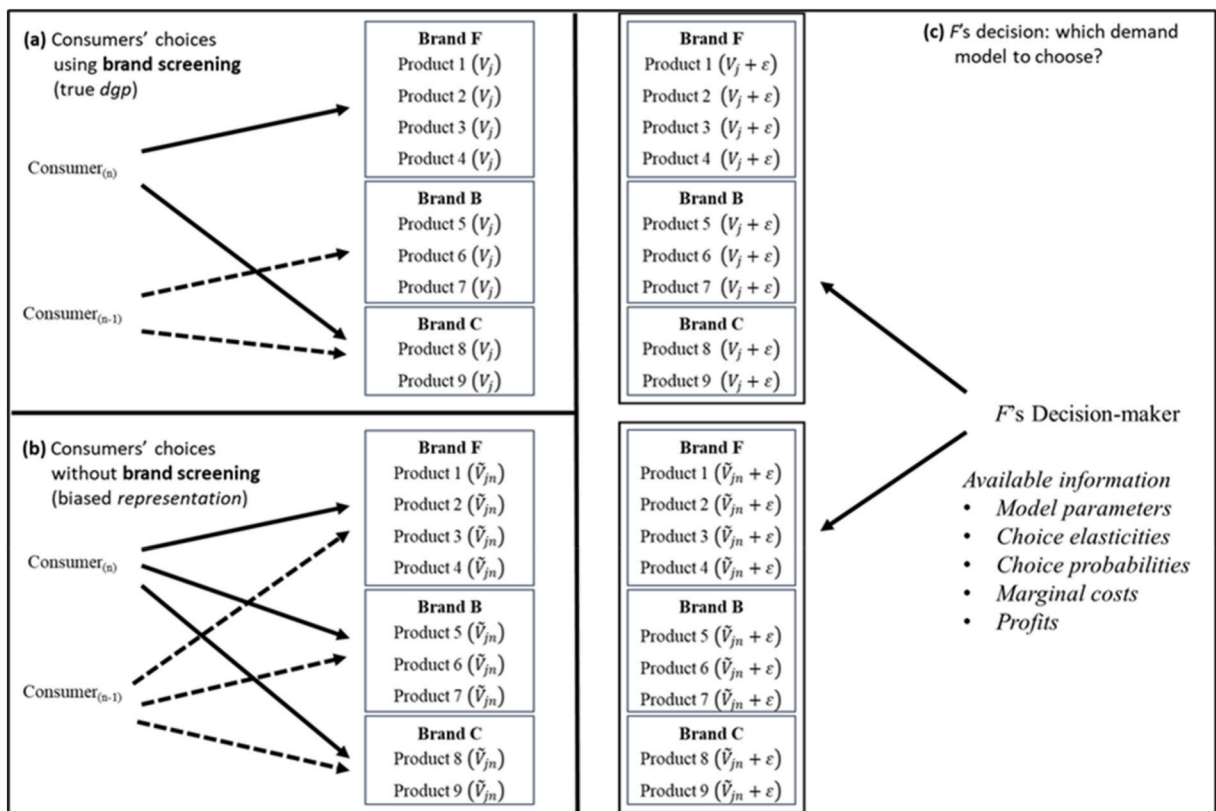 (a) Consumers' choices
using brand screening
(true dgp)
Consumer(n)
Consumer(n-1)
Brand F
Product 1 (V_j)
Product 2 (V_j)
Product 3 (V_j)
Product 4 (V_j)
Brand B
Product 5 (V_j)
Product 6 (V_j)
Product 7 (V_j)
Brand C
Product 8 (V_j)
Product 9 (V_j)
(b) Consumers' choices
without brand screening
(biased representation)
Consumer(n)
Consumer(n-1)
Brand F
Product 1 (Ṽ_jn)
Product 2 (Ṽ_jn)
Product 3 (Ṽ_jn)
Product 4 (Ṽ_jn)
Brand B
Product 5 (Ṽ_jn)
Product 6 (Ṽ_jn)
Product 7 (Ṽ_jn)
Brand C
Product 8 (Ṽ_jn)
Product 9 (Ṽ_jn)
(c) F's decision: which demand
model to choose?
Brand F
Product 1 (V_j + ε)
Product 2 (V_j + ε)
Product 3 (V_j + ε)
Product 4 (V_j + ε)
Brand B
Product 5 (V_j + ε)
Product 6 (V_j + ε)
Product 7 (V_j + ε)
Brand C
Product 8 (V_j + ε)
Product 9 (V_j + ε)
Brand F
Product 1 (Ṽ_jn + ε)
Product 2 (Ṽ_jn + ε)
Product 3 (Ṽ_jn + ε)
Product 4 (Ṽ_jn + ε)
Brand B
Product 5 (Ṽ_jn + ε)
Product 6 (Ṽ_jn + ε)
Product 7 (Ṽ_jn + ε)
Brand C
Product 8 (Ṽ_jn + ε)
Product 9 (Ṽ_jn + ε)
F's Decision-maker
Available information
• Model parameters
• Choice elasticities
• Choice probabilities
• Marginal costs
• Profits